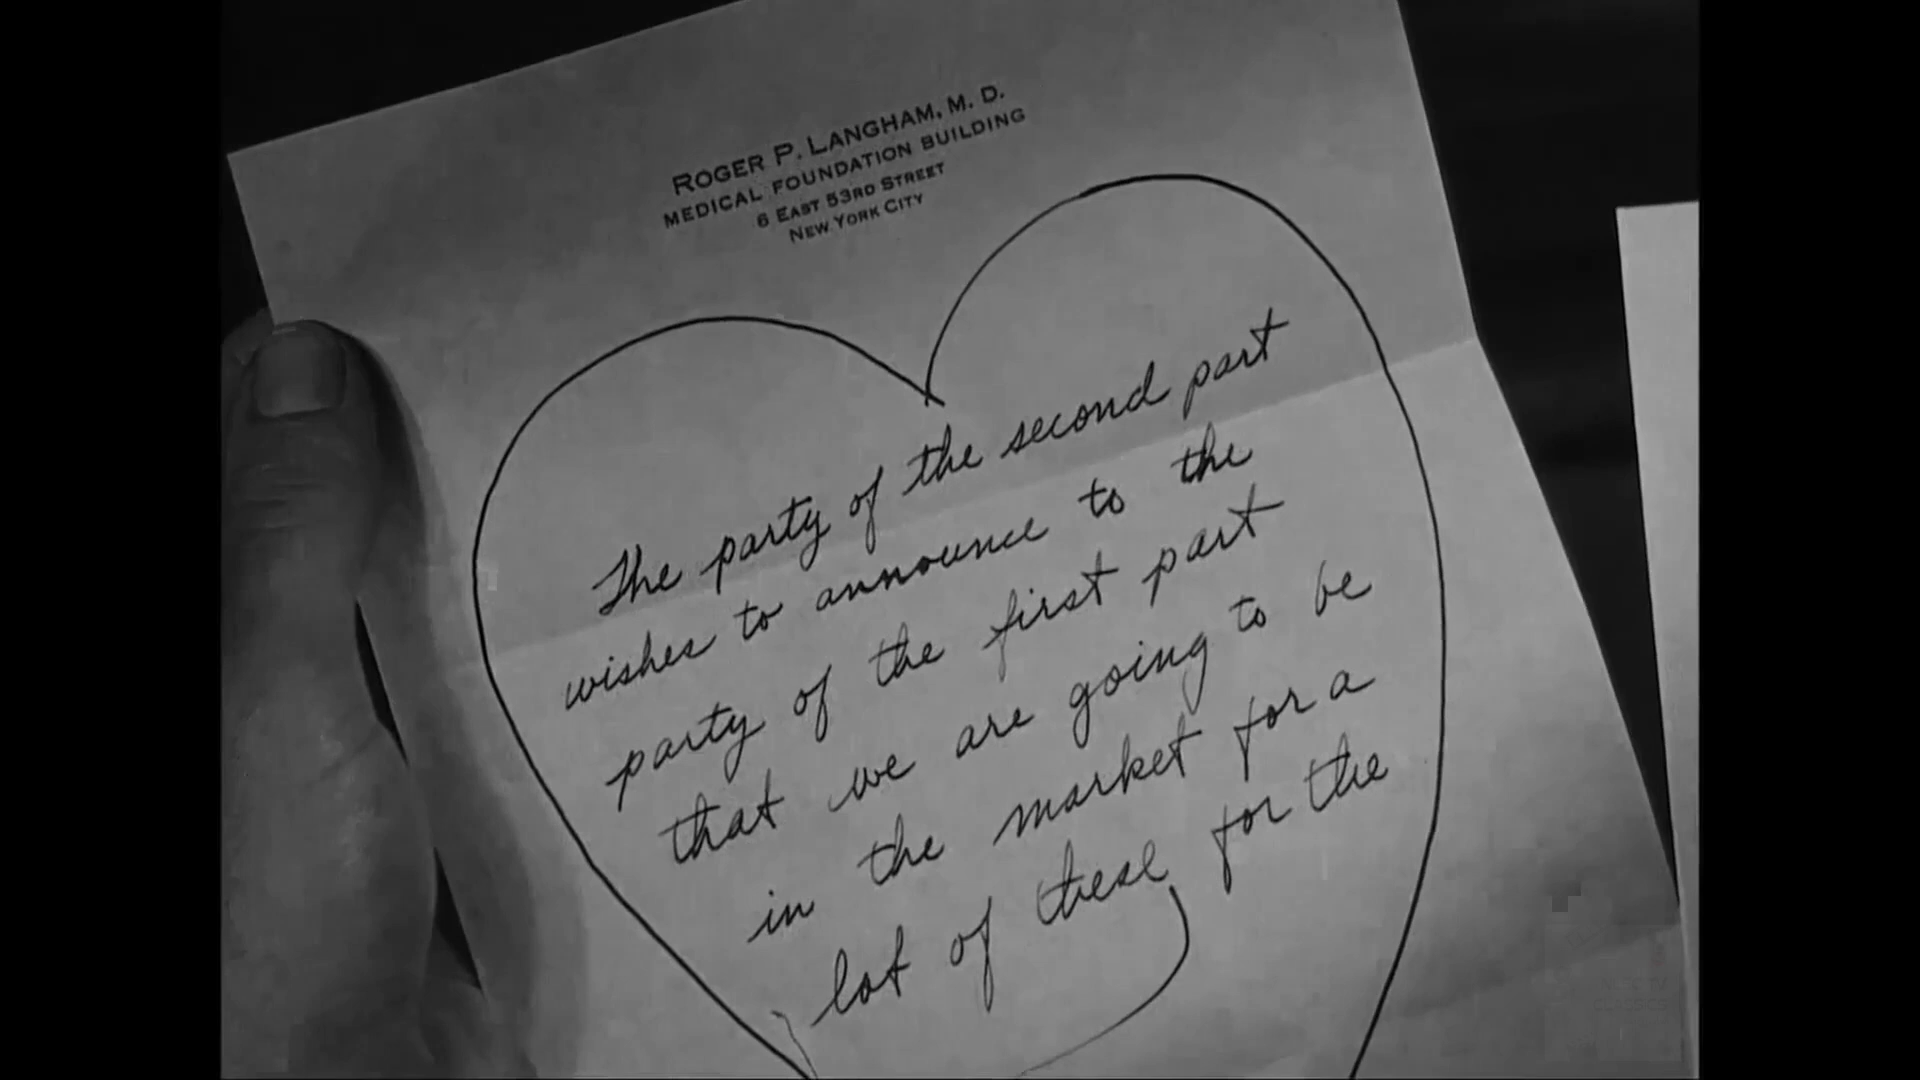 ROGER P. LANGHAM, M. D.
MEDICAL FOUNDATION BUILDING
6 EAST 53RD STREET
NEW YORK CITY
The party of the second part
wishes to announce to the
party of the first part
that we are going to be
in the market for a
lot of these for the